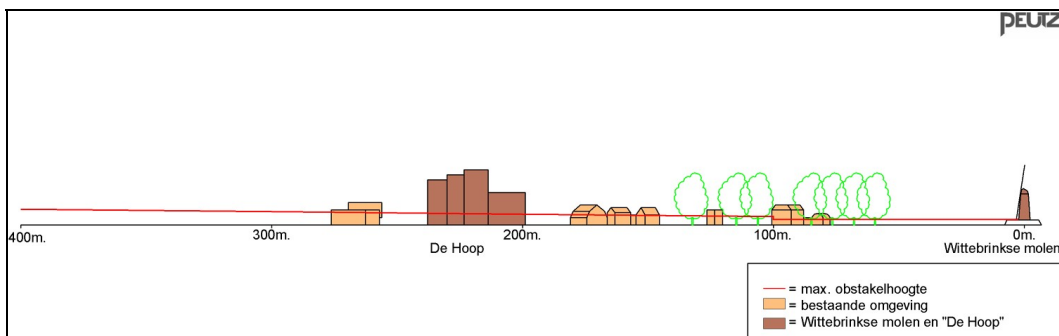 PEUTZ
400m.
300m.
200m.
100m.
0m.
De Hoop
Wittebrinkse molen
= max. obstakelhoogte
= bestaande omgeving
= Wittebrinkse molen en "De Hoop"